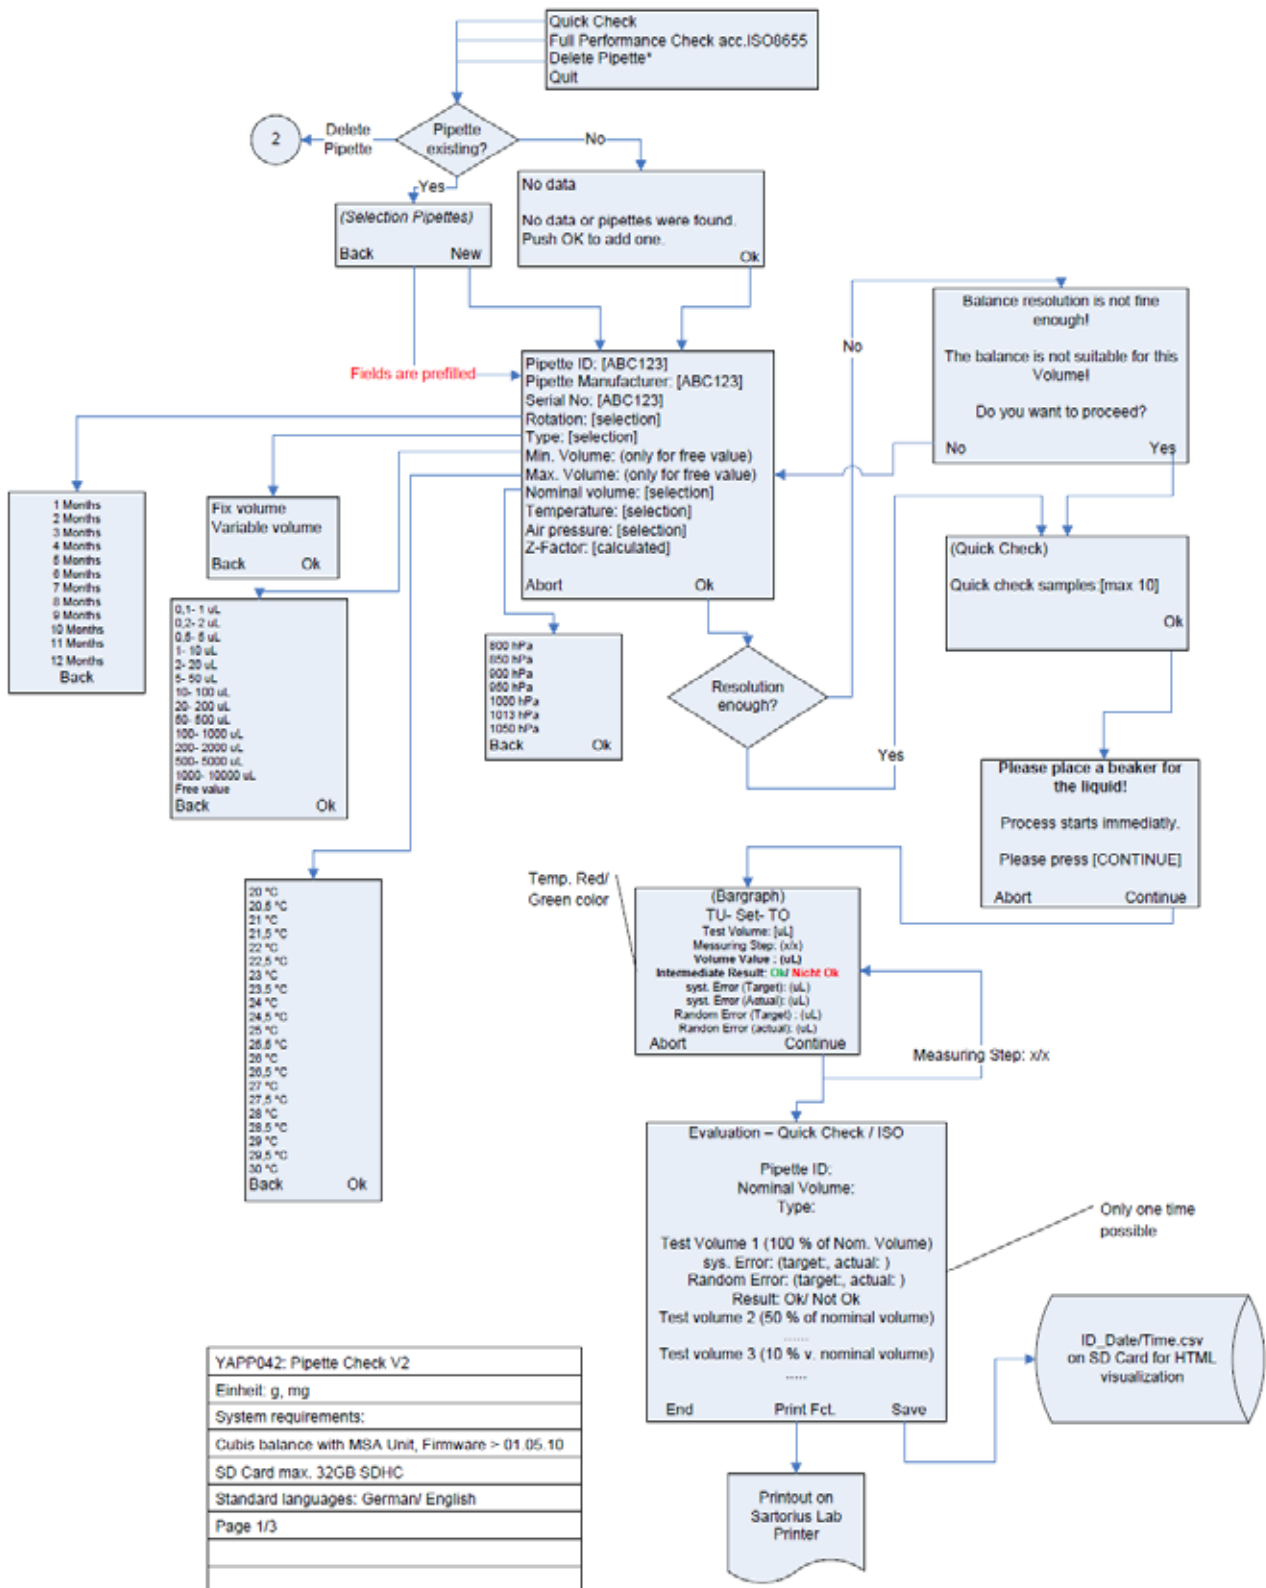 Quick Check
Full Performance Check acc.ISO8655
Delete Pipette*
Quit
2
Delete
Pipette
Pipette
existing?
No
Yes
(Selection Pipettes)
Back New
No data
No data or pipettes were found.
Push OK to add one.
Ok
Balance resolution is not fine
enough!
The balance is not suitable for this
Volume!
Do you want to proceed?
No Yes
No
Fields are prefilled
Pipette ID: [ABC123]
Pipette Manufacturer: [ABC123]
Serial No: [ABC123]
Rotation: [selection]
Type: [selection]
Min. Volume: (only for free value)
Max. Volume: (only for free value)
Nominal volume: [selection]
Temperature: [selection]
Air pressure: [selection]
Z-Factor: [calculated]
Abort Ok
1 Months
2 Months
3 Months
4 Months
5 Months
6 Months
7 Months
8 Months
9 Months
10 Months
11 Months
12 Months
Back
Fix volume
Variable volume
Back Ok
0,1- 1 uL
0,2- 2 uL
0,5- 5 uL
1- 10 uL
2- 20 uL
5- 50 uL
10- 100 uL
20- 200 uL
50- 500 uL
100- 1000 uL
200- 2000 uL
500- 5000 uL
1000- 10000 uL
Free value
Back Ok
800 hPa
850 hPa
900 hPa
950 hPa
1000 hPa
1013 hPa
1050 hPa
Back Ok
Resolution
enough?
Yes
(Quick Check)
Quick check samples:[max 10]
Ok
Please place a beaker for
the liquid!
Process starts immediatly.
Please press [CONTINUE]
Abort Continue
20 °C
20,5 °C
21 °C
21,5 °C
22 °C
22,5 °C
23 °C
23,5 °C
24 °C
24,5 °C
25 °C
25,5 °C
26 °C
26,5 °C
27 °C
27,5 °C
28 °C
28,5 °C
29 °C
29,5 °C
30 °C
Back Ok
Temp. Red/
Green color
(Bargraph)
TU- Set- TO
Test Volume: [uL]
Measuring Step: (x/x)
Volume Value : (uL)
Intermediate Result: Ok/ Nicht Ok
syst. Error (Target): (uL)
syst. Error (Actual): (uL)
Random Error (Target) : (uL)
Randon Error (actual): (uL)
Abort Continue
Measuring Step: x/x
Evaluation – Quick Check / ISO
Pipette ID:
Nominal Volume:
Type:
Test Volume 1 (100 % of Nom. Volume)
sys. Error: (target:, actual: )
Random Error: (target:, actual: )
Result: Ok/ Not Ok
Test volume 2 (50 % of nominal volume)
......
Test volume 3 (10 % v. nominal volume)
.....
End Print Fct. Save
Only one time
possible
ID_Date/Time.csv
on SD Card for HTML
visualization
Printout on
Sartorius Lab
Printer
YAPP042: Pipette Check V2
Einheit: g, mg
System requirements:
Cubis balance with MSA Unit, Firmware > 01.05.10
SD Card max. 32GB SDHC
Standard languages: German/ English
Page 1/3